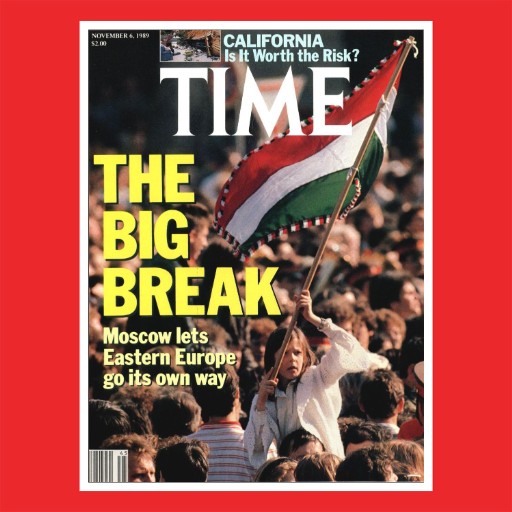 NOVEMBER 6, 1989
$2.00
CALIFORNIA
Is It Worth the Risk?
TIME
THE
BIG
BREAK
Moscow lets
Eastern Europe
go its own way
45